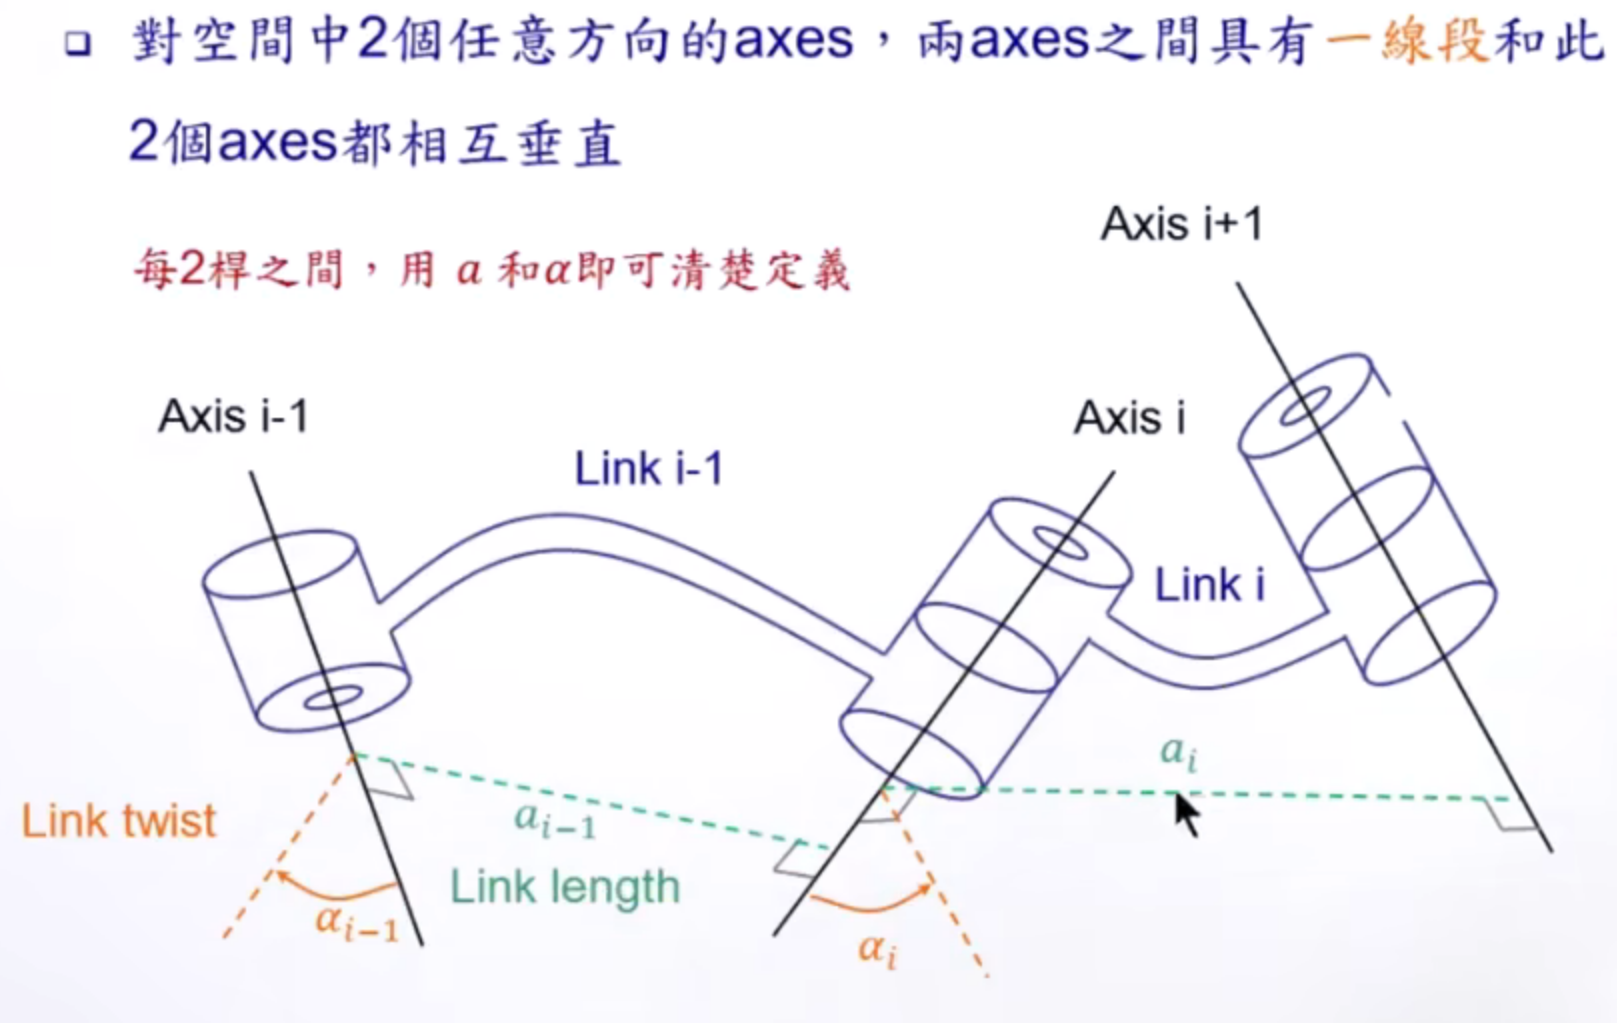 對空間中2個任意方向的axes，兩axes之間具有一線段和此
2個axes都相互垂直
每2桿之間，用 a 和α即可清楚定義
Axis i+1
Axis i-1
Axis i
Link i-1
Link i
a_i
Link twist
a_{i-1}
Link length
α_{i-1}
α_i